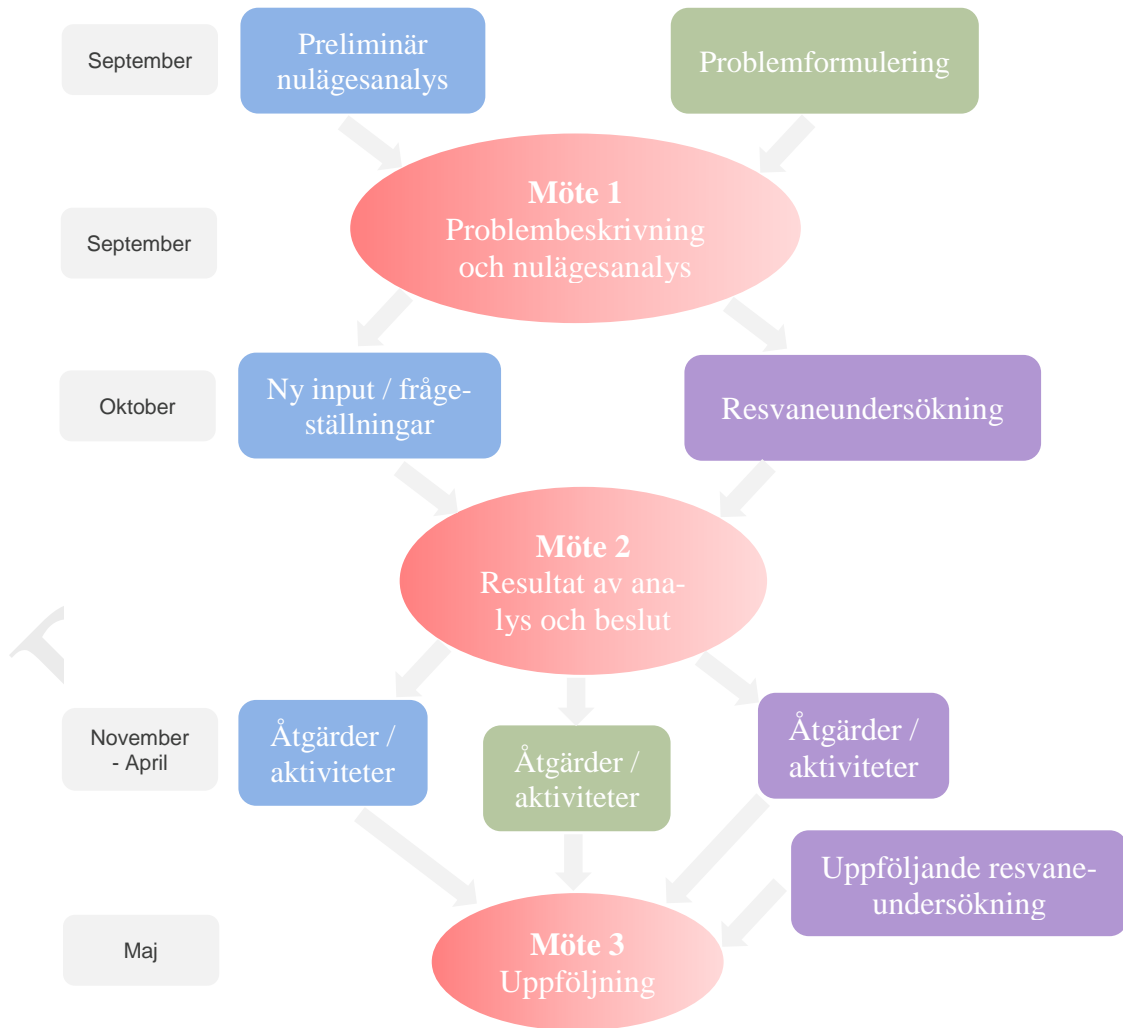 September
Preliminär
nulägesanalys
Problemformulering
September
Möte 1
Problembeskrivning
och nulägesanalys
Oktober
Ny input / fråge-
ställningar
Resvaneundersökning
Möte 2
Resultat av ana-
lys och beslut
November
- April
Åtgärder /
aktiviteter
Åtgärder /
aktiviteter
Åtgärder /
aktiviteter
Uppföljande resvane-
undersökning
Maj
Möte 3
Uppföljning